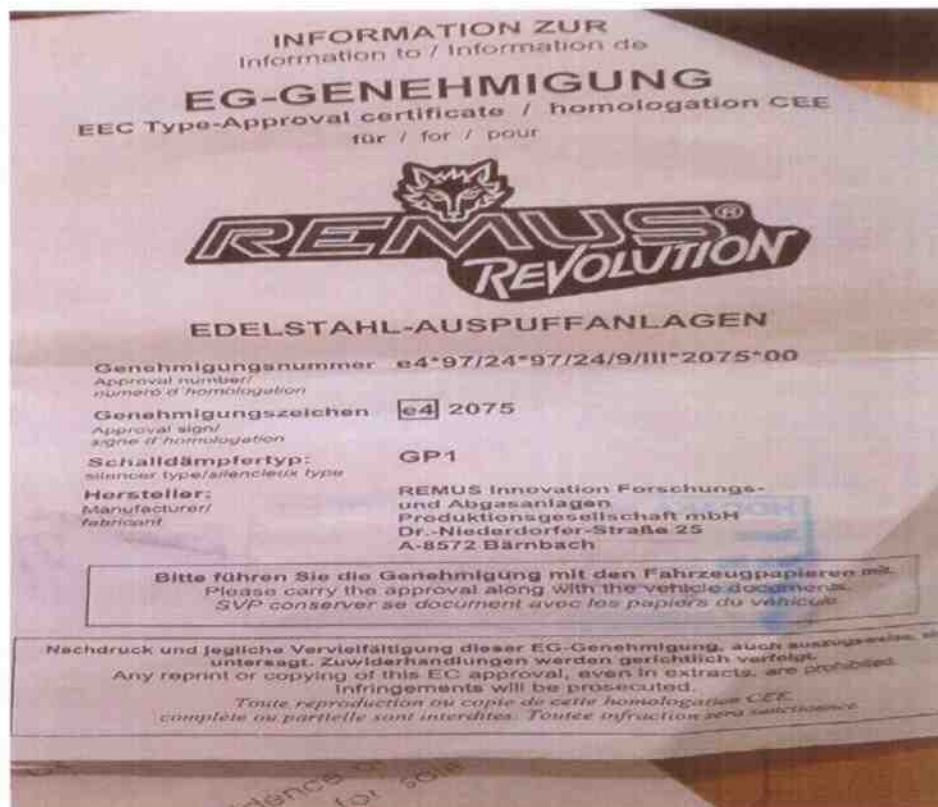 INFORMATION ZUR
Information to / Information de
EG-GENEHMIGUNG
EEC Type-Approval certificate / homologation CEE
für / for / pour
REMUS®
REVOLUTION
EDELSTAHL-AUSPUFFANLAGEN
Genehmigungsnummer e4*97/24*97/24/9/III*2075*00
Approval number/
numéro d'homologation
Genehmigungszeichen e4 2075
Approval sign/
signe d'homologation
Schalldämpfertyp: GP1
silencer type/silencieux type
Hersteller: REMUS Innovation Forschungs-
Manufacturer/ und Abgasanlagen
fabricant Produktionsgesellschaft mbH
Dr.-Niederdorfer-Straße 25
A-8572 Bärnbach
Bitte führen Sie die Genehmigung mit den Fahrzeugpapieren mit.
Please carry the approval along with the vehicle documents.
SVP conserver se document avec les papiers du véhicule
Nachdruck und jegliche Vervielfältigung dieser EG-Genehmigung, auch auszugsweise,
untersagt. Zuwiderhandlungen werden gerichtlich verfolgt.
Any reprint or copying of this EC approval, even in extracts, are prohibited.
Infringements will be prosecuted.
Toute reproduction ou copie de cette homologation CEE,
complète ou partielle sont interdites. Toutee infraction sera sanctionnée
for sale